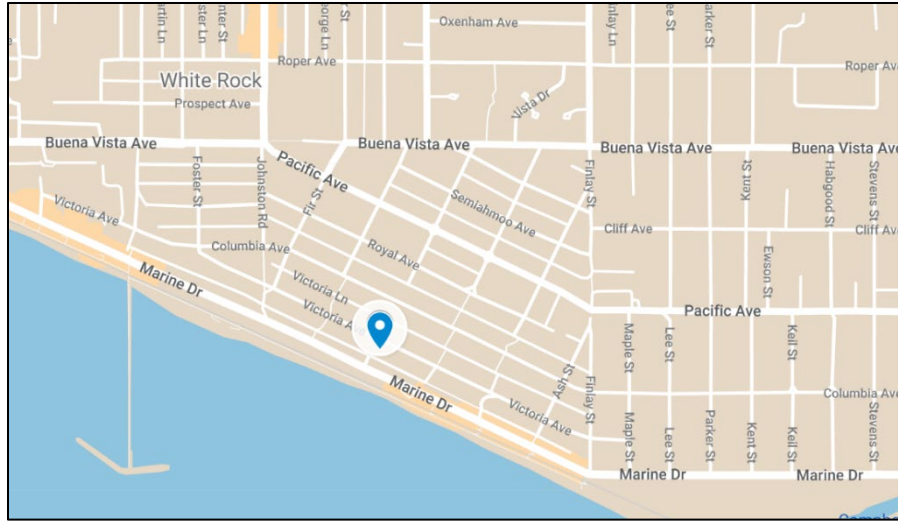 Oxenham Ave
Roper Ave
Roper Ave
White Rock
Prospect Ave
Vista Dr
Buena Vista Ave
Buena Vista Ave
Buena Vista Ave
Buena Vista Ave
Foster St
Johnston Rd
Pacific Ave
Fir St
Finlay St
Kent St
Habgood St
Stevens St
Victoria Ave
Semiahmoo Ave
Cliff Ave
Cliff Ave
Columbia Ave
Royal Ave
Ewson St
Marine Dr
Victoria Ln
Victoria Ave
Pacific Ave
Maple St
Lee St
Keil St
Ash St
Finlay St
Marine Dr
Columbia Ave
Victoria Ave
Maple St
Lee St
Parker St
Kent St
Keil St
Stevens St
Marine Dr
Marine Dr
Finlay Ln
Lee St
Parker St